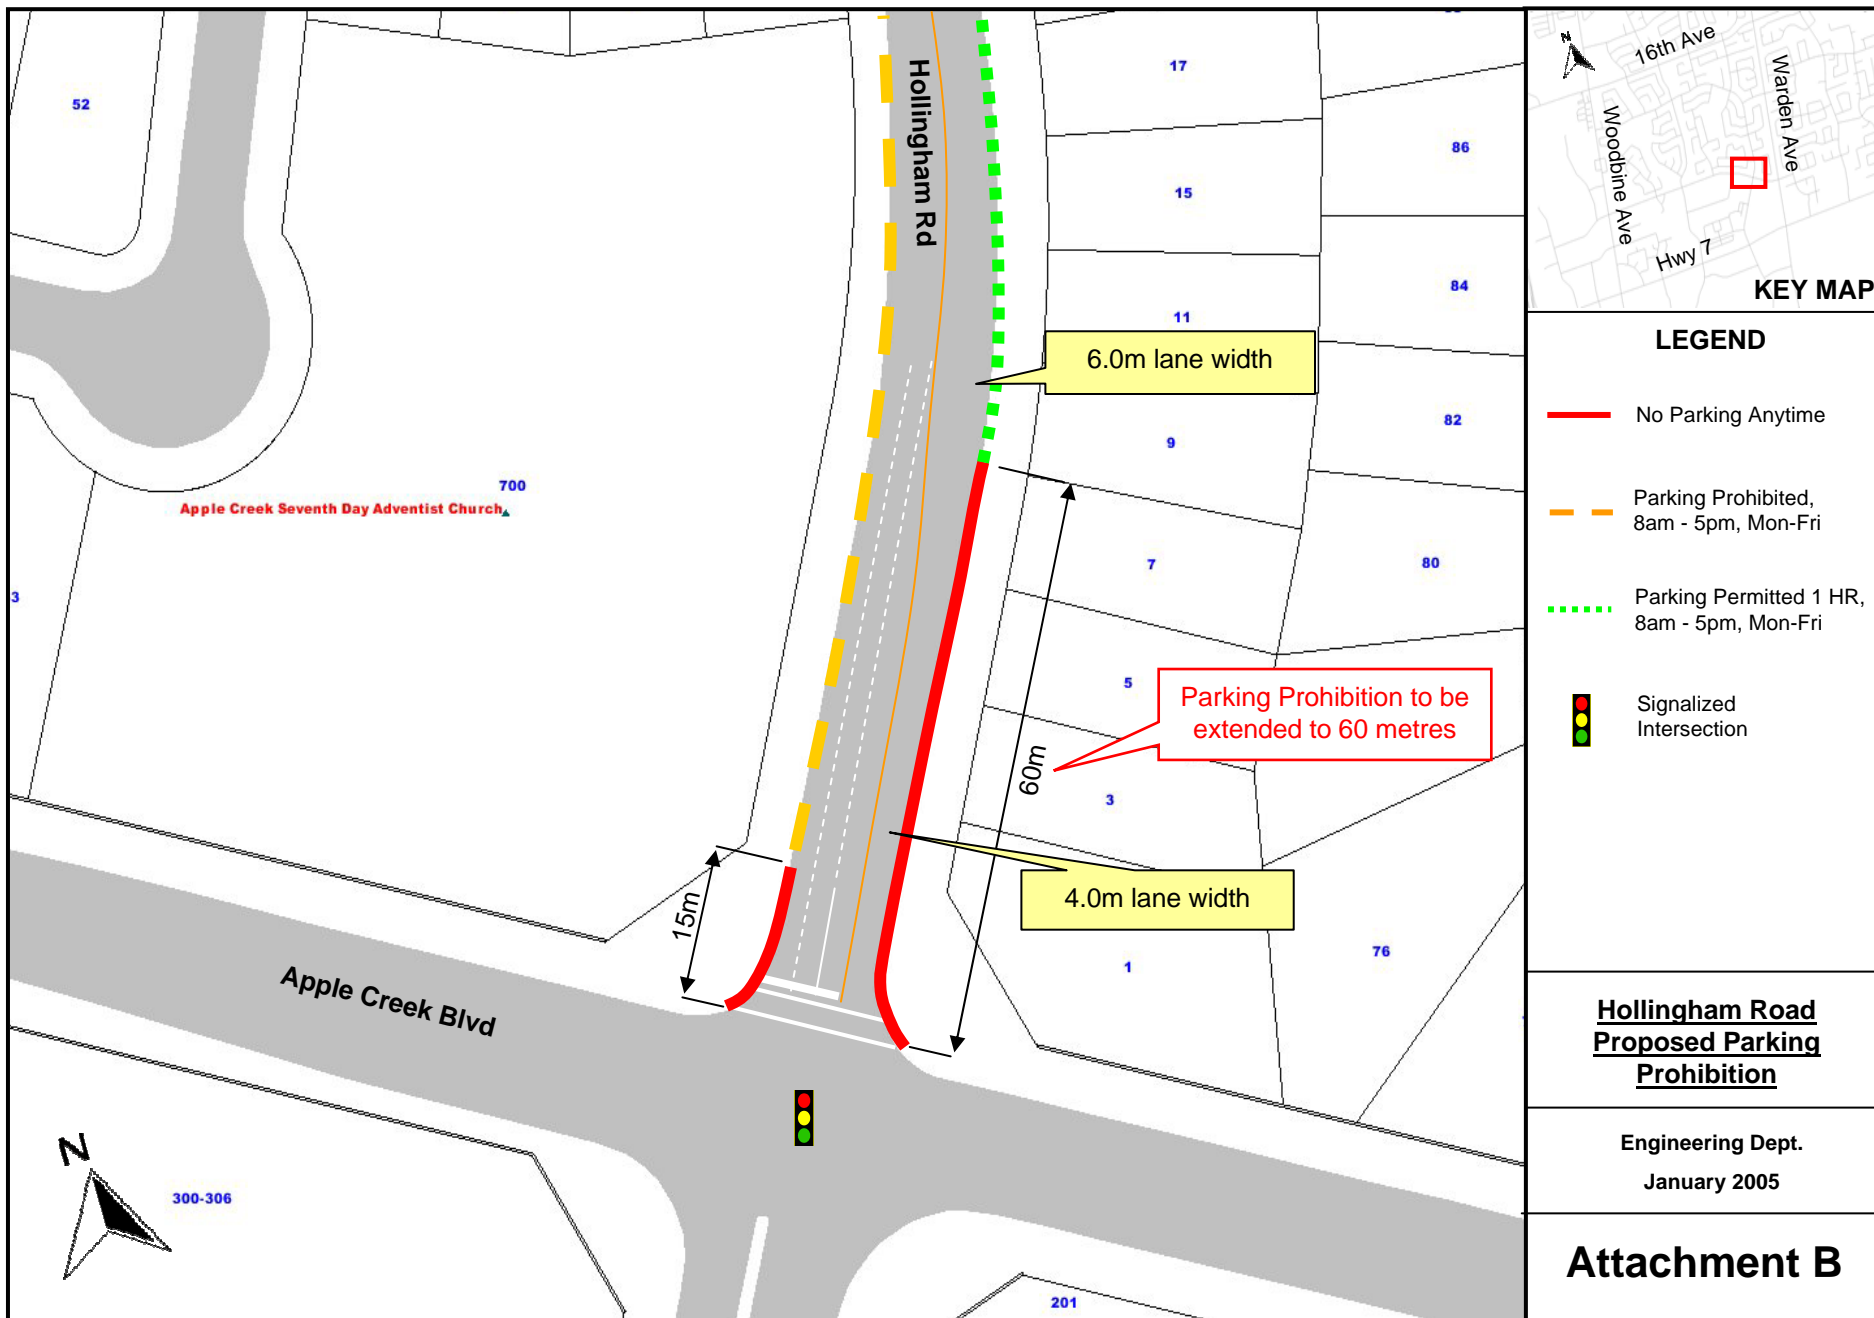 52
Hollingham Rd
17
15
11
9
7
5
3
1
86
84
82
80
76
6.0m lane width
700
Apple Creek Seventh Day Adventist Church
3
Parking Prohibition to be
extended to 60 metres
60m
4.0m lane width
15m
Apple Creek Blvd
N
300-306
201
N
16th Ave
Warden Ave
Woodbine Ave
Hwy 7
KEY MAP
LEGEND
No Parking Anytime
Parking Prohibited,
8am - 5pm, Mon-Fri
Parking Permitted 1 HR,
8am - 5pm, Mon-Fri
Signalized
Intersection
Hollingham Road
Proposed Parking
Prohibition
Engineering Dept.
January 2005
Attachment B